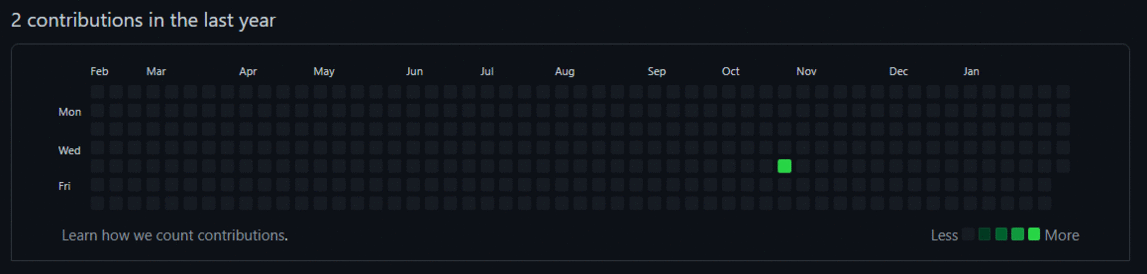 2 contributions in the last year
Feb Mar Apr May Jun Jul Aug Sep Oct Nov Dec Jan
Mon
Wed
Fri
Learn how we count contributions. Less More